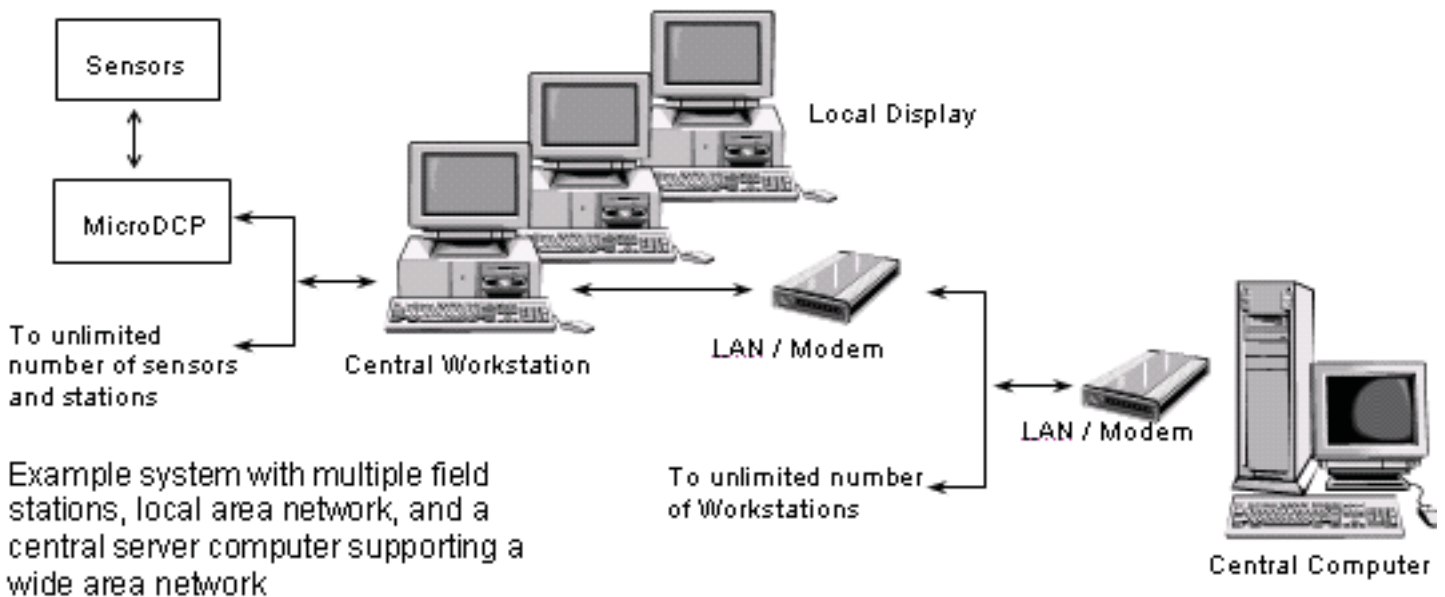 Sensors
Local Display
MicroDCP
To unlimited
number of sensors
and stations
Central Workstation
LAN / Modem
LAN / Modem
To unlimited number
of Workstations
Central Computer
Example system with multiple field
stations, local area network, and a
central server computer supporting a
wide area network